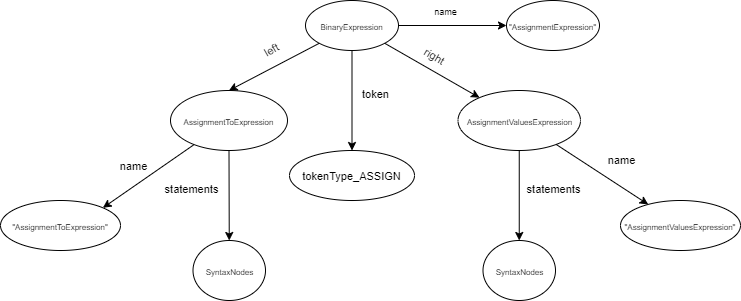 name
BinaryExpression
"AssignmentExpression"
left
right
token
AssignmentToExpression
AssignmentValuesExpression
name
statements
tokenType_ASSIGN
statements
name
"AssignmentToExpression"
"AssignmentValuesExpression"
SyntaxNodes
SyntaxNodes